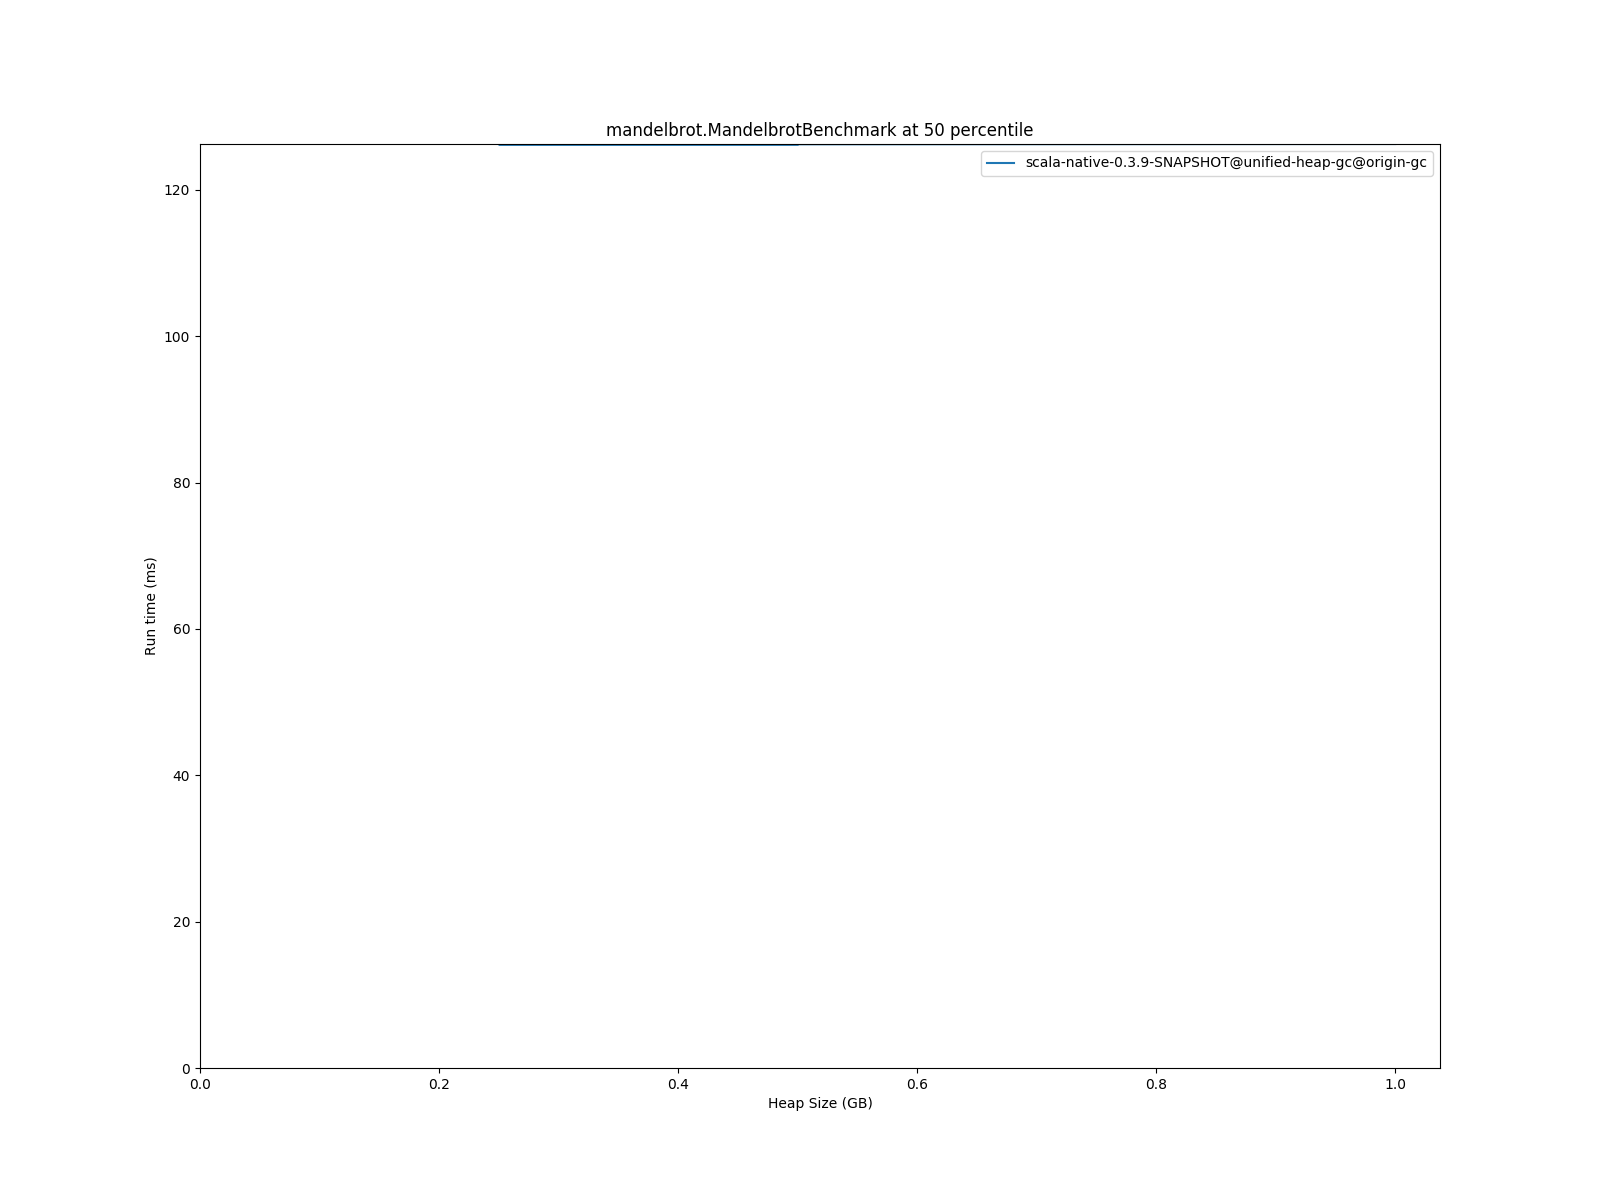 mandelbrot.MandelbrotBenchmark at 50 percentile
scala-native-0.3.9-SNAPSHOT@unified-heap-gc@origin-gc
120
100
80
60
40
20
0
Run time (ms)
0.0 0.2 0.4 0.6 0.8 1.0
Heap Size (GB)